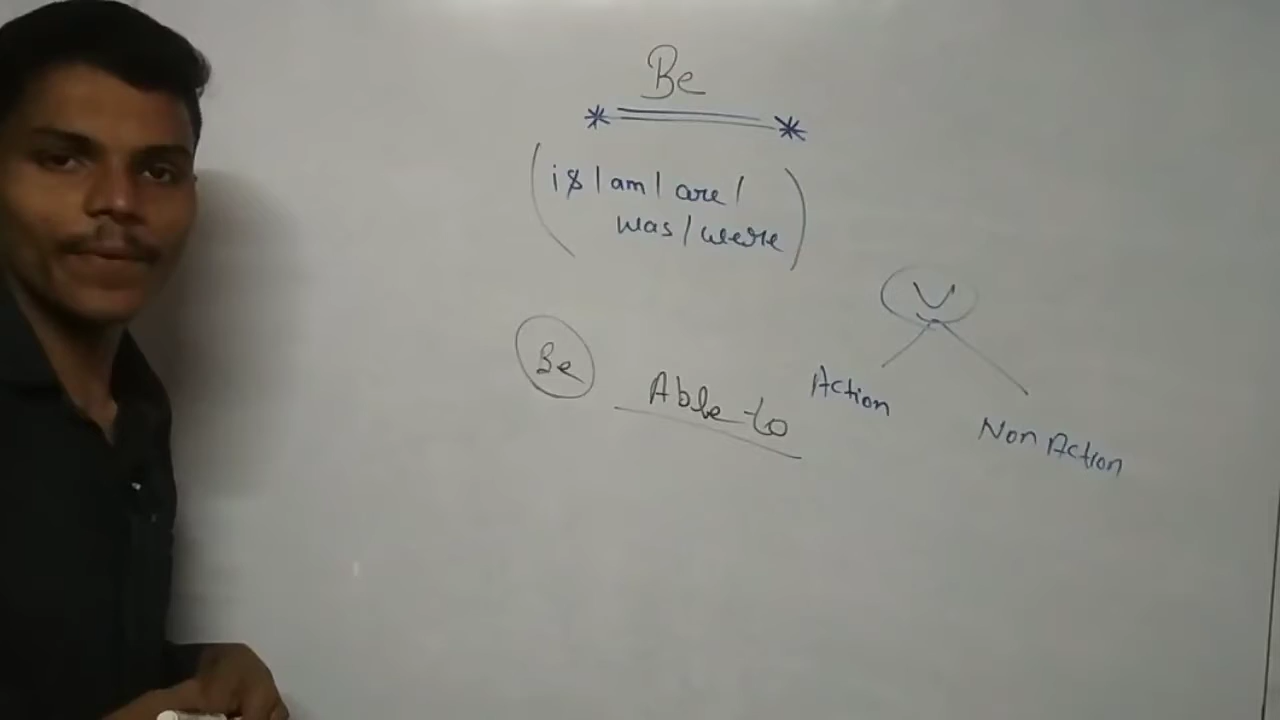 Be
* *
(is/am/are/
was/were)
V
Be Able to
Action
Non Action